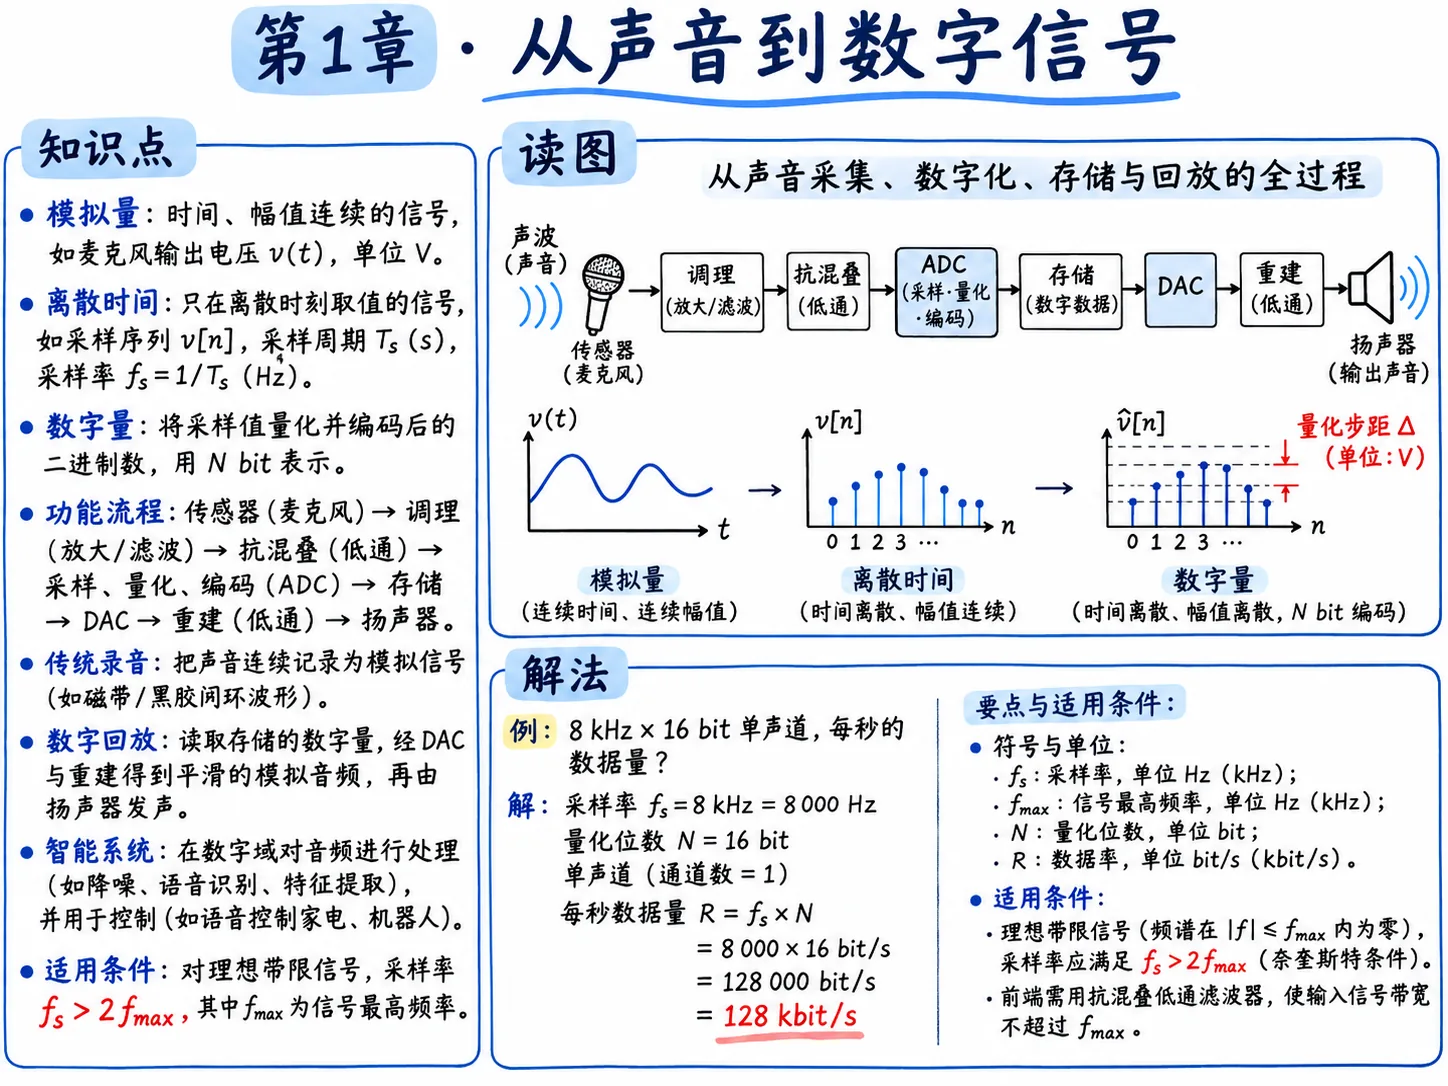 第1章·从声音到数字信号
知识点
• 模拟量：时间、幅值连续的信号，
如麦克风输出电压 v(t)，单位 V。
• 离散时间：只在离散时刻取值的信号，
如采样序列 v[n]，采样周期 Ts (s)，
采样率 fs = 1/Ts (Hz)。
• 数字量：将采样值量化并编码后的
二进制数，用 N bit 表示。
• 功能流程：传感器(麦克风) → 调理
(放大/滤波) → 抗混叠 (低通) →
采样、量化、编码 (ADC) → 存储
→ DAC → 重建 (低通) → 扬声器。
• 传统录音：把声音连续记录为模拟信号
(如磁带/黑胶闵环波形)。
• 数字回放：读取存储的数字量，经 DAC
与重建得到平滑的模拟音频，再由
扬声器发声。
• 智能系统：在数字域对音频进行处理
(如降噪、语音识别、特征提取)，
并用于控制 (如语音控制家电、机器人)。
• 适用条件：对理想带限信号，采样率
fs > 2fmax，其中 fmax 为信号最高频率。
读图
从声音采集、数字化、存储与回放的全过程
声波
(声音)
传感器
(麦克风)
调理
(放大/滤波)
抗混叠
(低通)
ADC
(采样·量化
·编码)
存储
(数字数据)
DAC
重建
(低通)
扬声器
(输出声音)
v(t)
t
模拟量
(连续时间、连续幅值)
v[n]
n
0 1 2 3 ⋯
离散时间
(时间离散、幅值连续)
v̂[n]
量化步距 Δ
(单位：V)
n
0 1 2 3 ⋯
数字量
(时间离散、幅值离散，N bit 编码)
解法
例：8 kHz × 16 bit 单声道，每秒的
数据量？
解：采样率 fs = 8 kHz = 8 000 Hz
量化位数 N = 16 bit
单声道 (通道数 = 1)
每秒数据量 R = fs × N
= 8 000 × 16 bit/s
= 128 000 bit/s
= 128 kbit/s
要点与适用条件：
• 符号与单位：
· fs：采样率，单位 Hz (kHz)；
· fmax：信号最高频率，单位 Hz (kHz)；
· N：量化位数，单位 bit；
· R：数据率，单位 bit/s (kbit/s)。
• 适用条件：
· 理想带限信号 (频谱在 |f| ≤ fmax 内为零)，
采样率应满足 fs > 2fmax (奈奎斯特条件)。
· 前端需用抗混叠低通滤波器，使输入信号带宽
不超过 fmax。